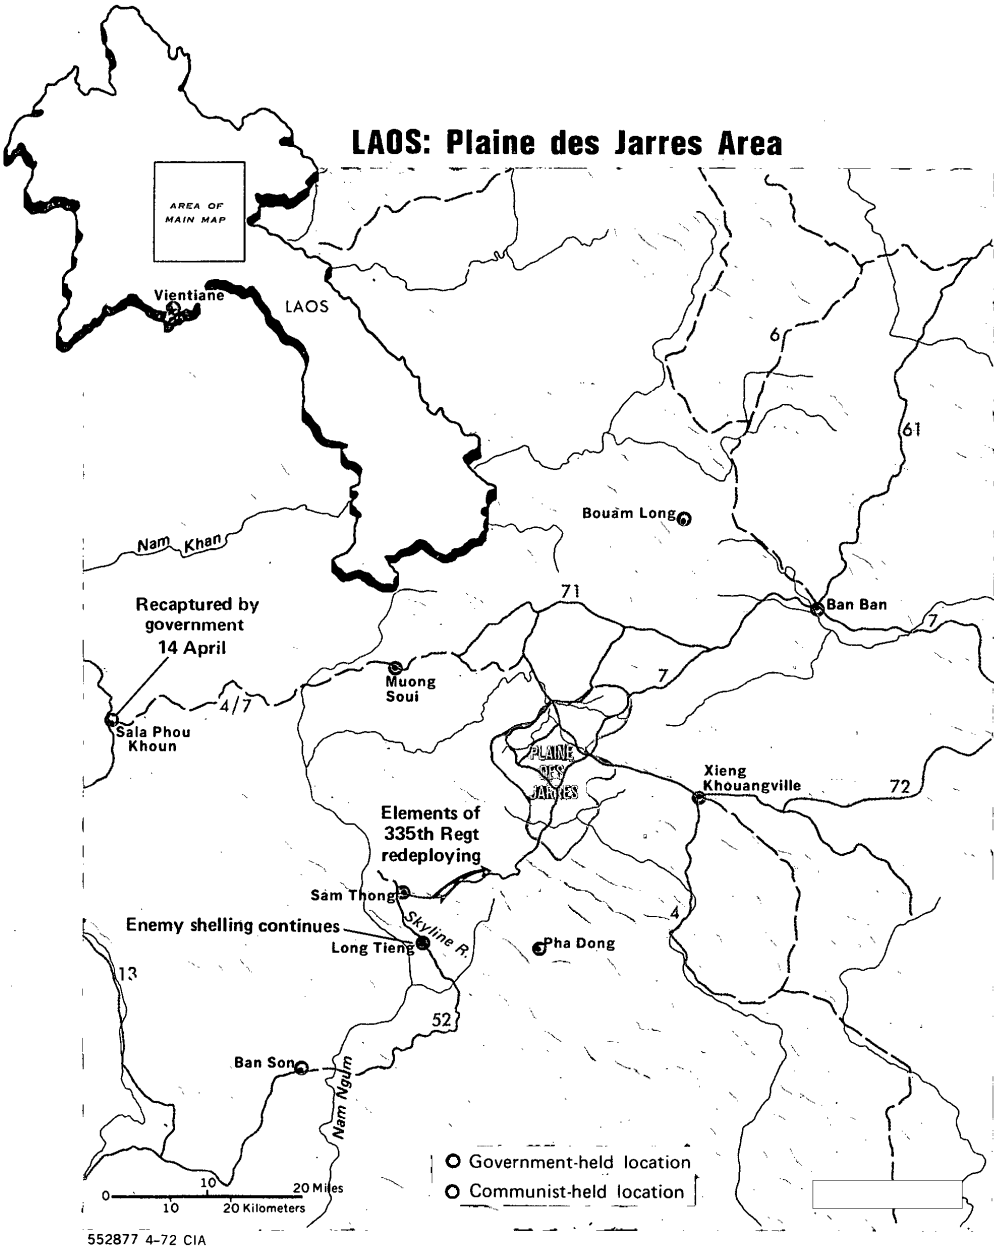 LAOS: Plaine des Jarres Area
AREA OF
MAIN MAP
Vientiane
LAOS
6
61
Bouam Long
Nam Khan
71
Ban Ban
7
Recaptured by
government
14 April
Muong
Soui
7
4/7
Sala Phou
Khoun
PLAINE
DES
JARRES
Xieng
Khouangville
72
Elements of
335th Regt
redeploying
Sam Thong
4
Enemy shelling continues
Skyline R.
Long Tieng
Pha Dong
13
52
Ban Son
Nam Ngum
Government-held location
Communist-held location
0 10 20 Miles
10 20 Kilometers
552877 4-72 CIA